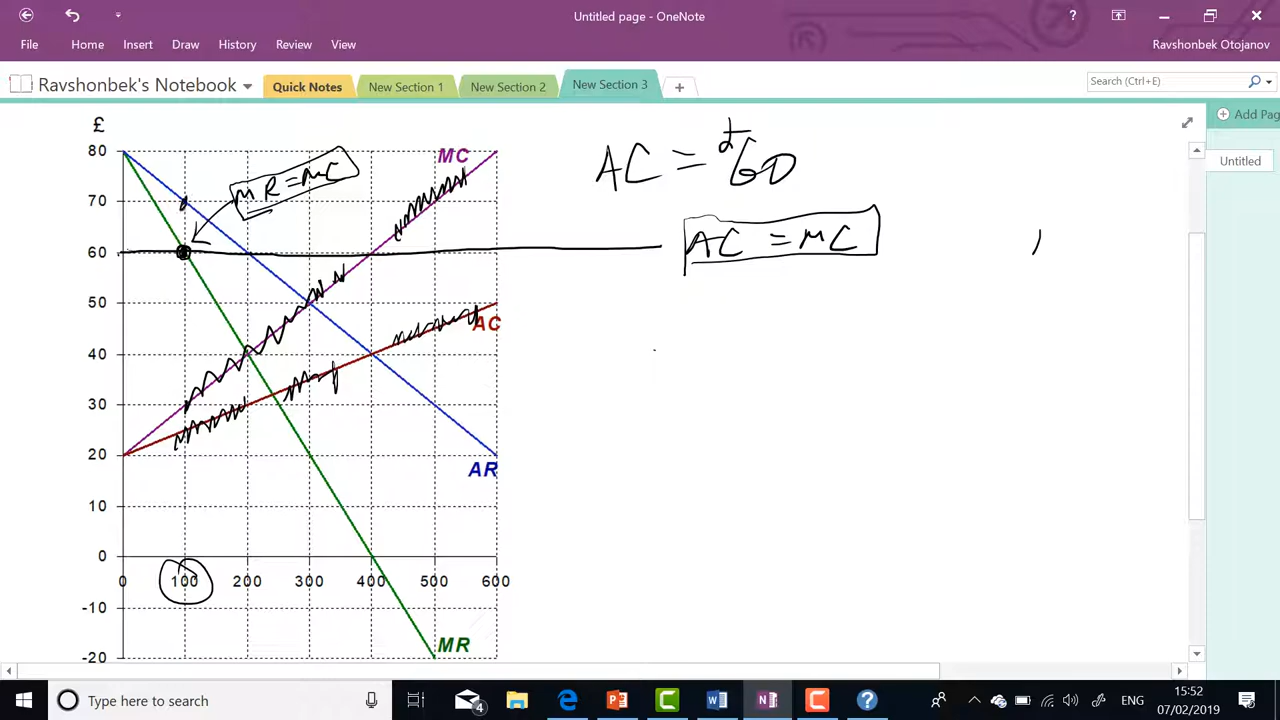 Untitled page - OneNote
?
File Home Insert Draw History Review View
Ravshonbek Otojanov
Ravshonbek's Notebook
Quick Notes
New Section 1
New Section 2
New Section 3
+
Search (Ctrl+E)
Add Pag
Untitled
£
80
70
60
50
40
30
20
10
0
-10
-20
0 100 200 300 400 500 600
MC
AC
AR
MR
MR = MC
AC = £60
AC = MC
Type here to search
4
ENG
15:52
07/02/2019